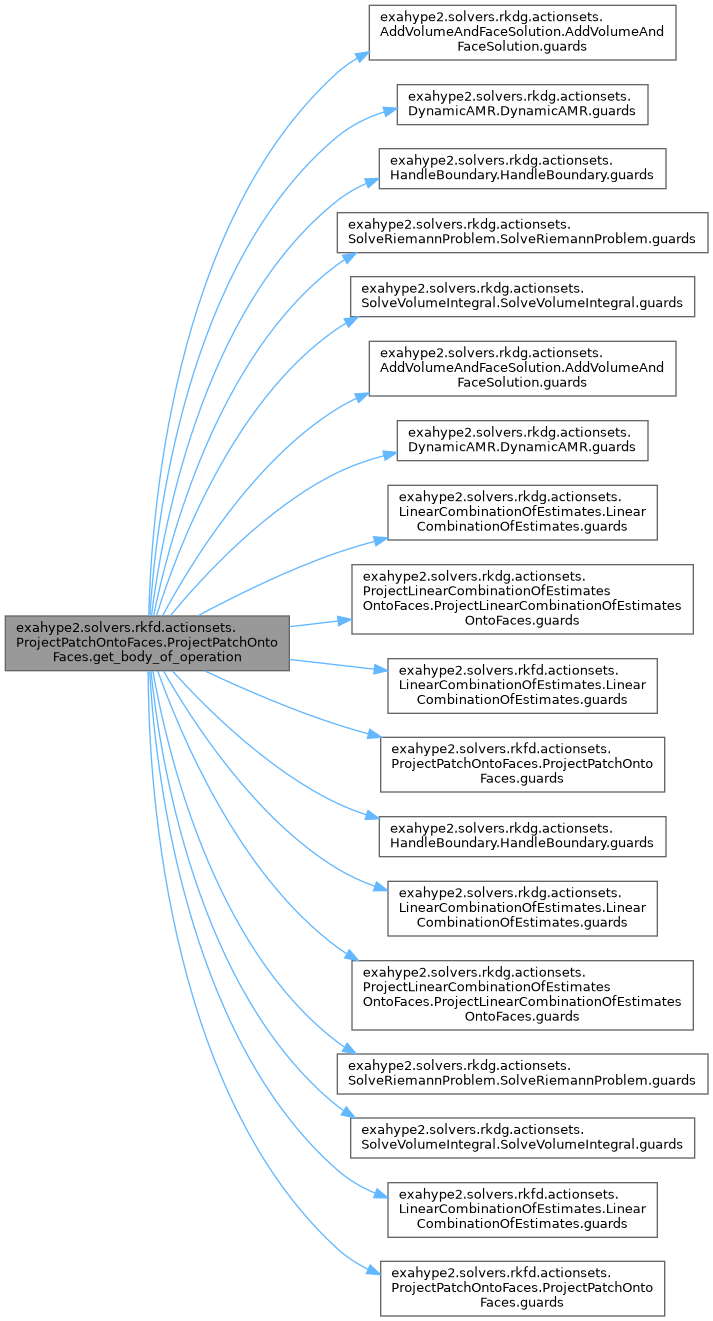 exahype2.solvers.rkfd.actionsets.
ProjectPatchOntoFaces.ProjectPatchOnto
Faces.get_body_of_operation
exahype2.solvers.rkdg.actionsets.
AddVolumeAndFaceSolution.AddVolumeAnd
FaceSolution.guards
exahype2.solvers.rkdg.actionsets.
DynamicAMR.DynamicAMR.guards
exahype2.solvers.rkdg.actionsets.
HandleBoundary.HandleBoundary.guards
exahype2.solvers.rkdg.actionsets.
SolveRiemannProblem.SolveRiemannProblem.guards
exahype2.solvers.rkdg.actionsets.
SolveVolumeIntegral.SolveVolumeIntegral.guards
exahype2.solvers.rkdg.actionsets.
AddVolumeAndFaceSolution.AddVolumeAnd
FaceSolution.guards
exahype2.solvers.rkdg.actionsets.
DynamicAMR.DynamicAMR.guards
exahype2.solvers.rkdg.actionsets.
LinearCombinationOfEstimates.Linear
CombinationOfEstimates.guards
exahype2.solvers.rkdg.actionsets.
ProjectLinearCombinationOfEstimates
OntoFaces.ProjectLinearCombinationOfEstimates
OntoFaces.guards
exahype2.solvers.rkfd.actionsets.
LinearCombinationOfEstimates.Linear
CombinationOfEstimates.guards
exahype2.solvers.rkfd.actionsets.
ProjectPatchOntoFaces.ProjectPatchOnto
Faces.guards
exahype2.solvers.rkdg.actionsets.
HandleBoundary.HandleBoundary.guards
exahype2.solvers.rkdg.actionsets.
LinearCombinationOfEstimates.Linear
CombinationOfEstimates.guards
exahype2.solvers.rkdg.actionsets.
ProjectLinearCombinationOfEstimates
OntoFaces.ProjectLinearCombinationOfEstimates
OntoFaces.guards
exahype2.solvers.rkdg.actionsets.
SolveRiemannProblem.SolveRiemannProblem.guards
exahype2.solvers.rkdg.actionsets.
SolveVolumeIntegral.SolveVolumeIntegral.guards
exahype2.solvers.rkfd.actionsets.
LinearCombinationOfEstimates.Linear
CombinationOfEstimates.guards
exahype2.solvers.rkfd.actionsets.
ProjectPatchOntoFaces.ProjectPatchOnto
Faces.guards